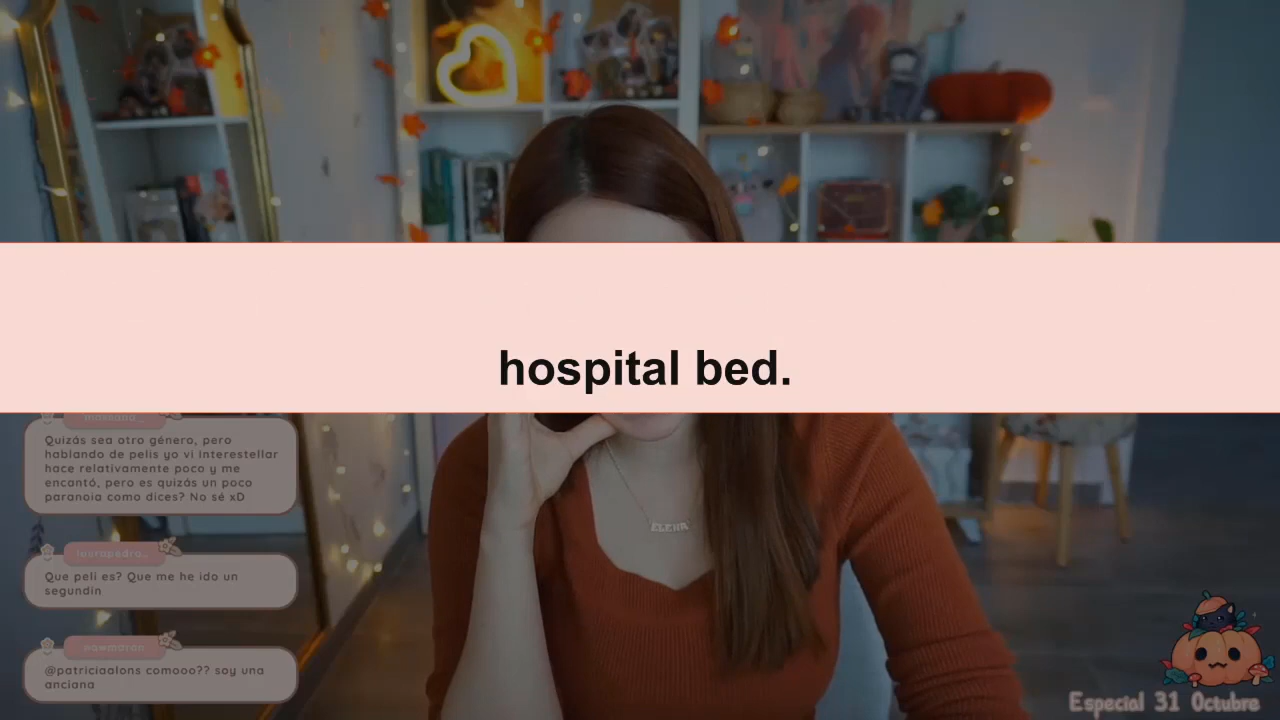 hospital bed.
Quizás sea otro género, pero
hablando de pelis yo vi Interestellar
hace relativamente poco y me
encantó, pero es quizás un poco
paranoia como dices? No sé xD
Que peli es? Que me he ido un
segundín
@patriciaalons comooo?? soy una
anciana
ELENA
Especial 31 Octubre